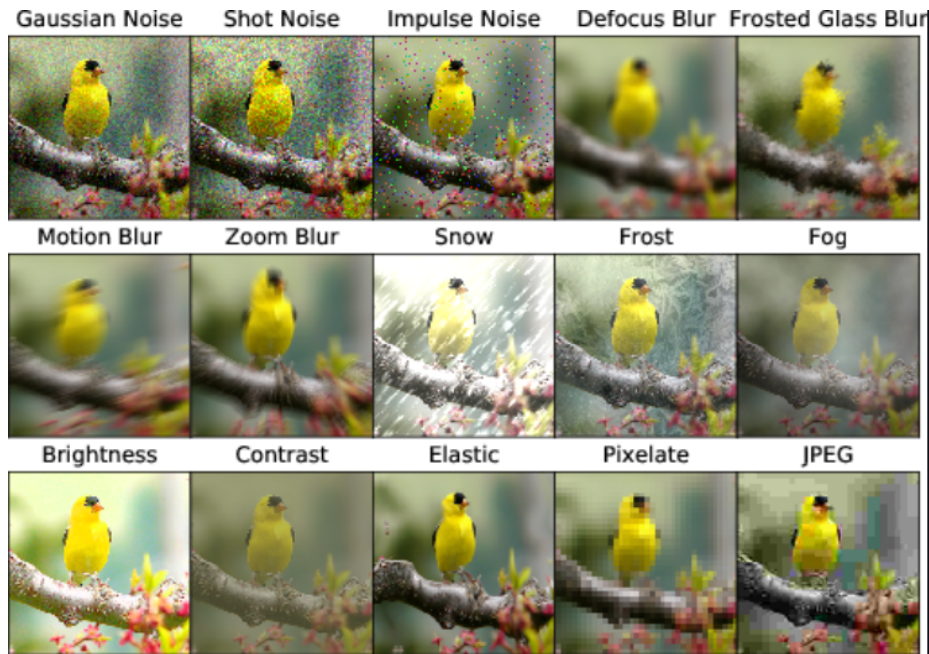 Gaussian Noise Shot Noise Impulse Noise Defocus Blur Frosted Glass Blur
Motion Blur Zoom Blur Snow Frost Fog
Brightness Contrast Elastic Pixelate JPEG